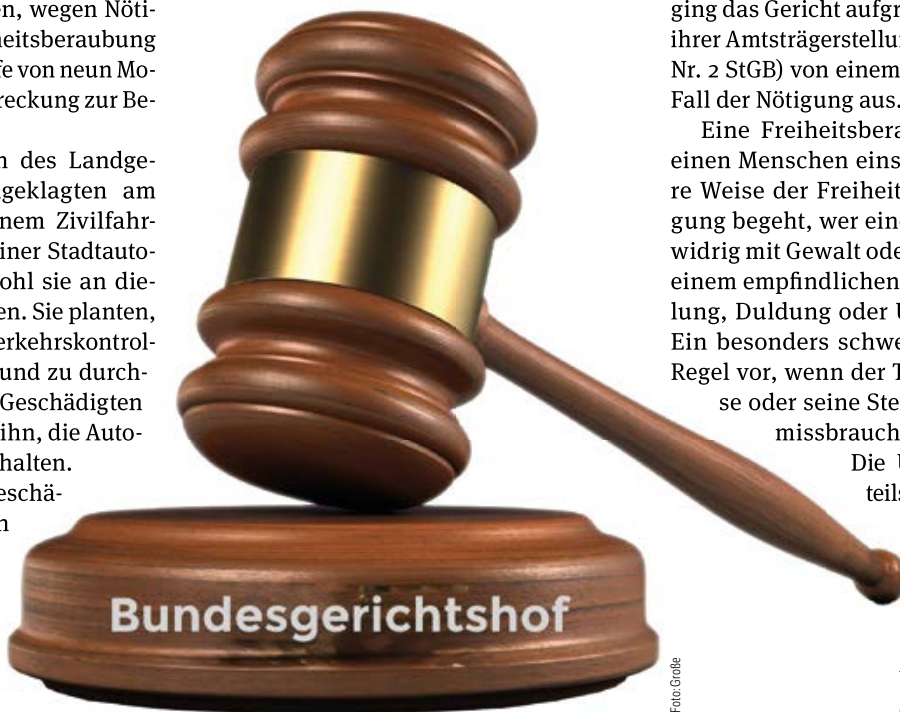 en, wegen Nöti-
heitsberaubung
fe von neun Mo-
reckung zur Be-
n des Landge-
geklagten am
nem Zivilfahr-
iner Stadtauto-
ohl sie an die-
en. Sie planten,
erkehrskontrol-
und zu durch-
Geschädigten
ihn, die Auto-
halten.
eschä-
n
Bundesgerichtshof
Foto: Große
ging das Gericht aufgr
ihrer Amtsträgerstellu
Nr. 2 StGB) von einem
Fall der Nötigung aus.
Eine Freiheitsbera
einen Menschen eins
re Weise der Freiheit
gung begeht, wer ein
widrig mit Gewalt ode
einem empfindlichen
lung, Duldung oder U
Ein besonders schwe
Regel vor, wenn der T
se oder seine Ste
missbrauch
Die U
teils